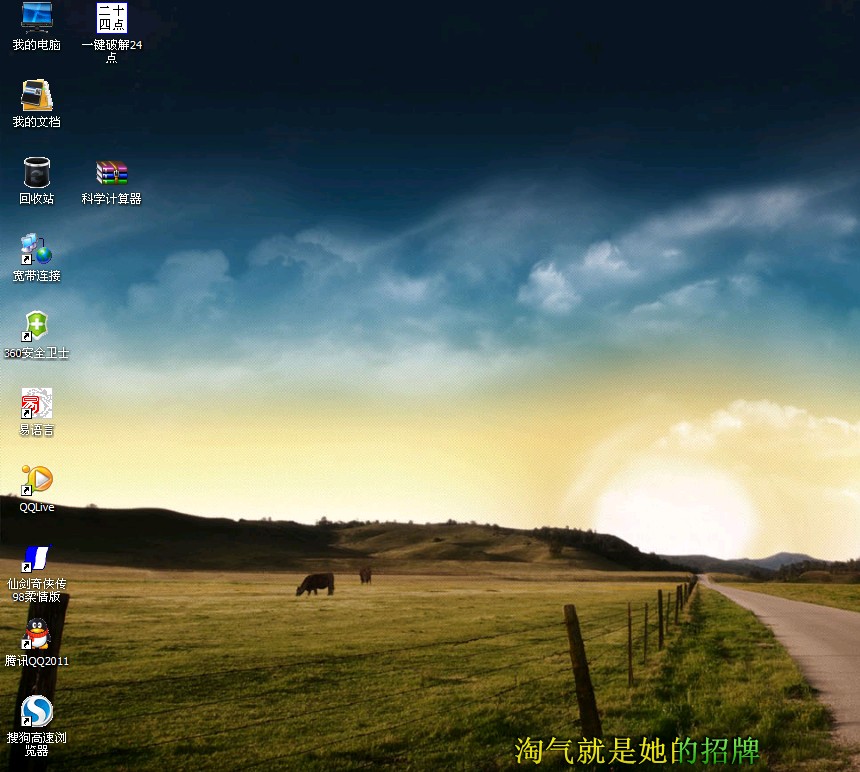 我的电脑
二十
四点
一键破解24
点
我的文档
回收站
科学计算器
宽带连接
360安全卫士
易
易语言
QQLive
仙剑奇侠传
98柔情版
腾讯QQ2011
搜狗高速浏
览器
淘气就是她的招牌